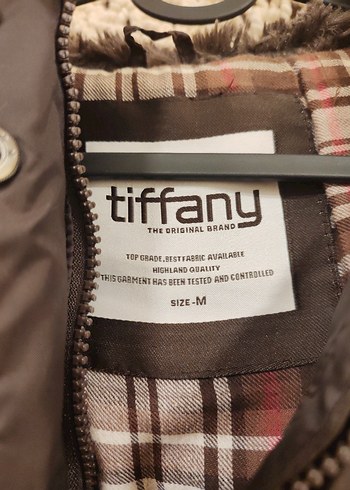 tiffany
THE ORIGINAL BRAND
TOP GRADE.BEST FABRIC AVAILABLE
HIGHLAND QUALITY
THIS GARMENT HAS BEEN TESTED AND CONTROLLED
SIZE-M